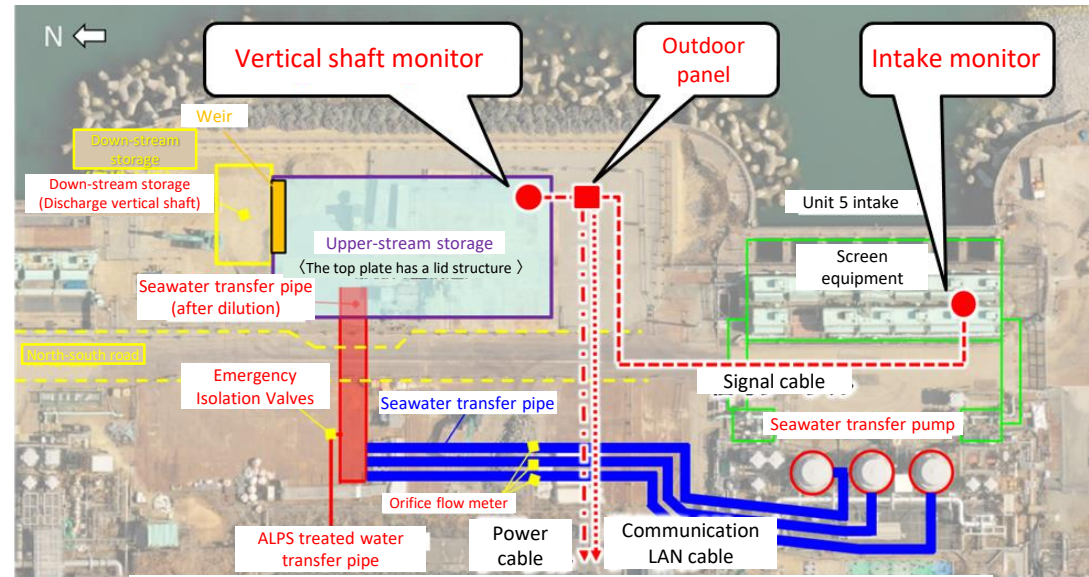 N
Vertical shaft monitor
Outdoor
panel
Intake monitor
Weir
Down-stream
storage
Down-stream storage
(Discharge vertical shaft)
Unit 5 intake
Upper-stream storage
〈The top plate has a lid structure 〉
Screen
equipment
Seawater transfer pipe
(after dilution)
North-south road
Emergency
Isolation Valves
Seawater transfer pipe
Signal cable
Seawater transfer pump
Orifice flow meter
ALPS treated water
transfer pipe
Power
cable
Communication
LAN cable